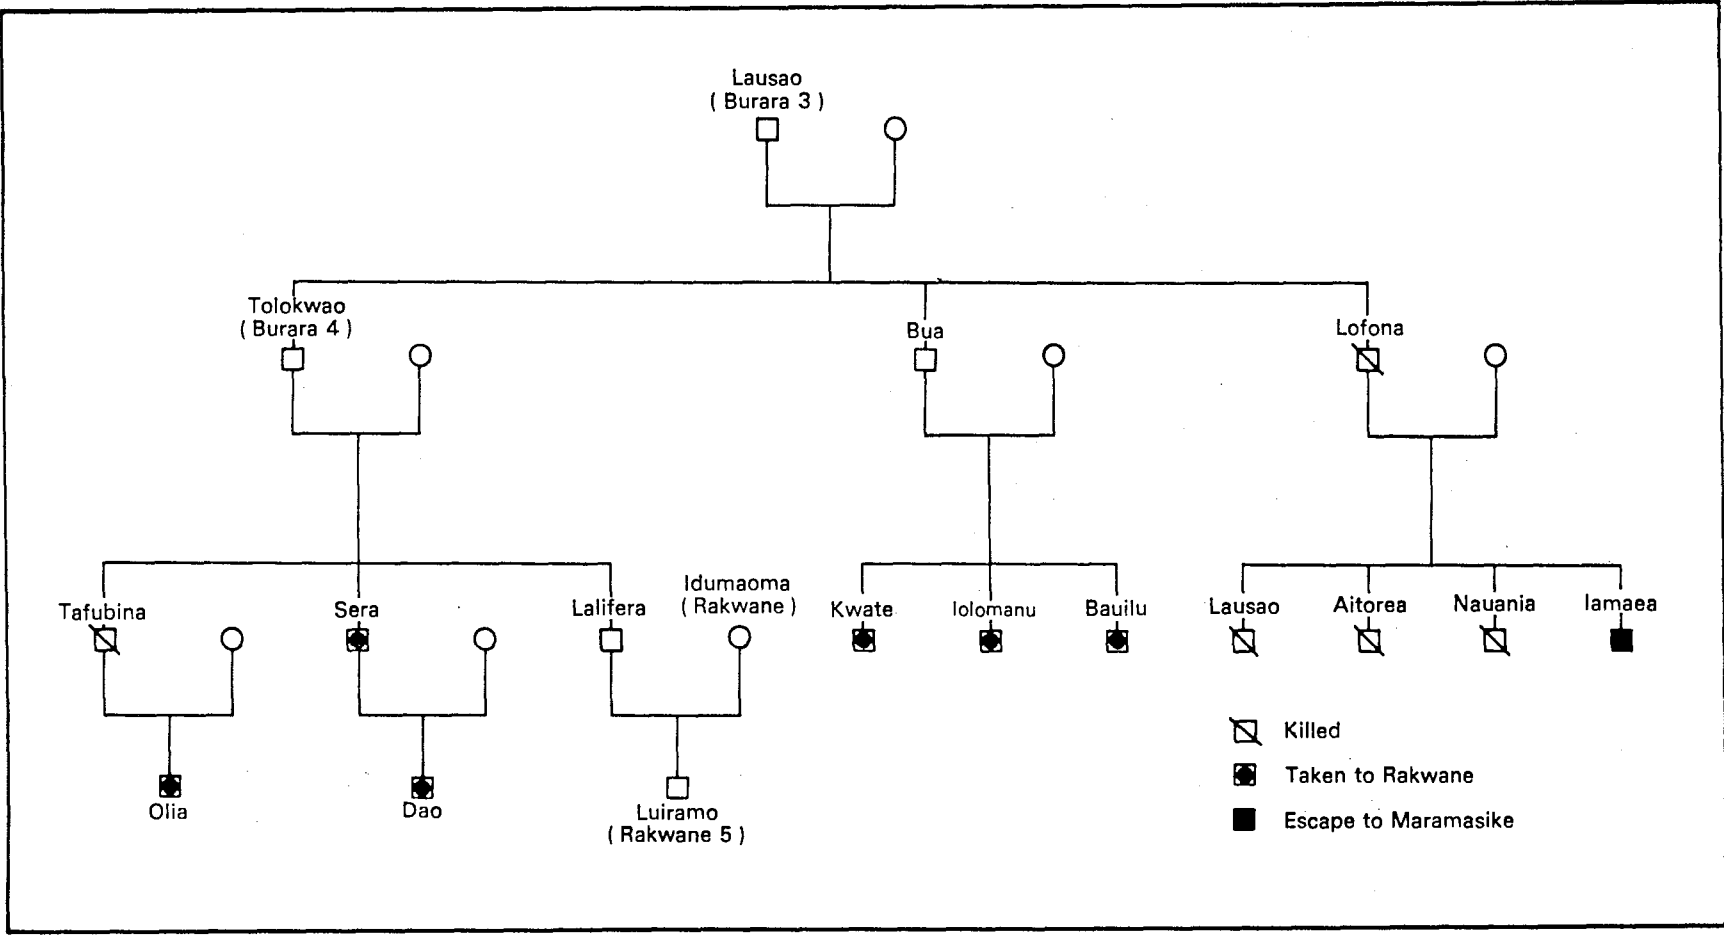 Lausao
( Burara 3 )
Tolokwao
( Burara 4 )
Bua
Lofona
Tafubina
Sera
Lalifera
Idumaoma
( Rakwane )
Kwate
Iolomanu
Bauilu
Lausao
Aitorea
Nauania
Iamaea
Olia
Dao
Luiramo
( Rakwane 5 )
Killed
Taken to Rakwane
Escape to Maramasike